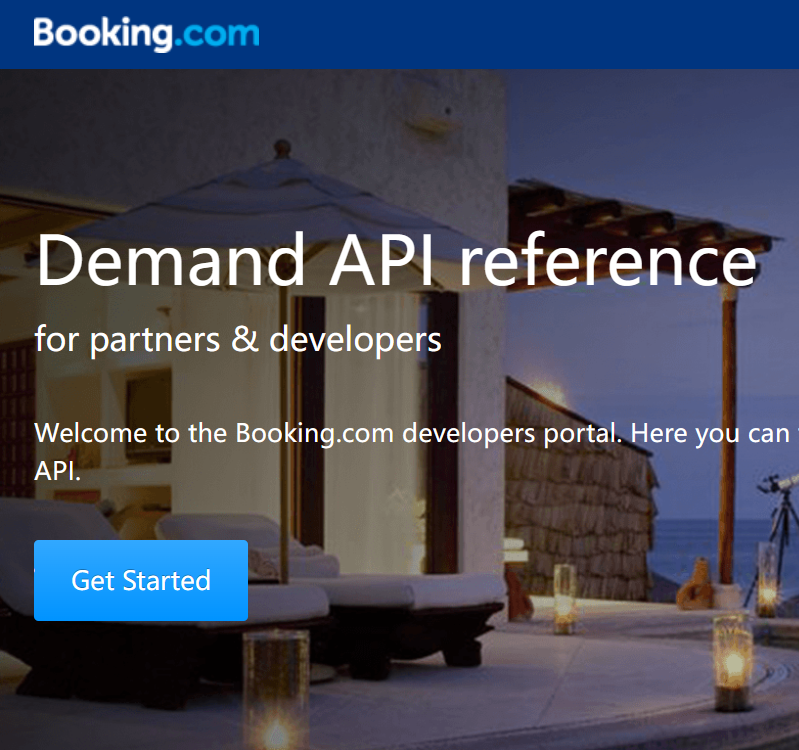 Booking.com
Demand API reference
for partners & developers
Welcome to the Booking.com developers portal. Here you can
API.
Get Started